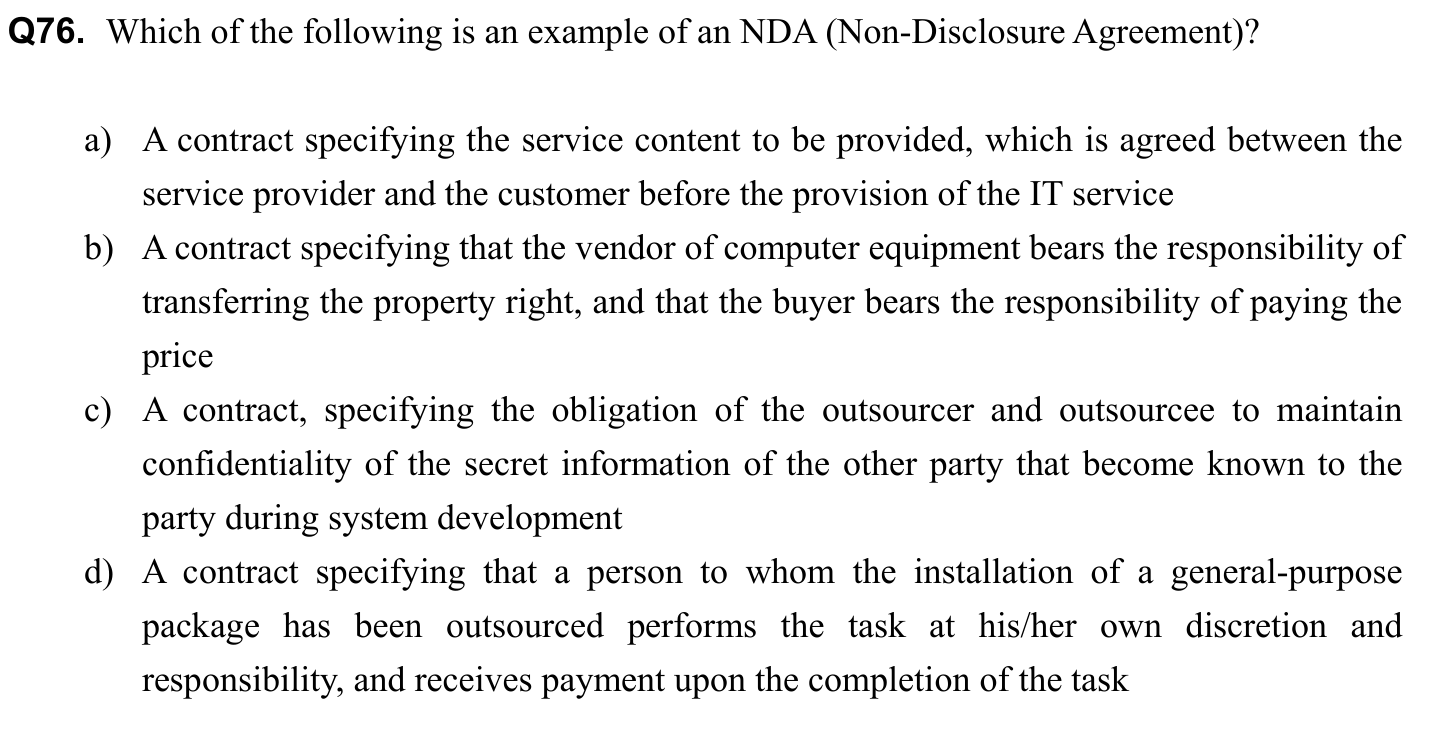 Q76. Which of the following is an example of an NDA (Non-Disclosure Agreement)?
a) A contract specifying the service content to be provided, which is agreed between the
service provider and the customer before the provision of the IT service
b) A contract specifying that the vendor of computer equipment bears the responsibility of
transferring the property right, and that the buyer bears the responsibility of paying the
price
c) A contract, specifying the obligation of the outsourcer and outsourcee to maintain
confidentiality of the secret information of the other party that become known to the
party during system development
d) A contract specifying that a person to whom the installation of a general-purpose
package has been outsourced performs the task at his/her own discretion and
responsibility, and receives payment upon the completion of the task